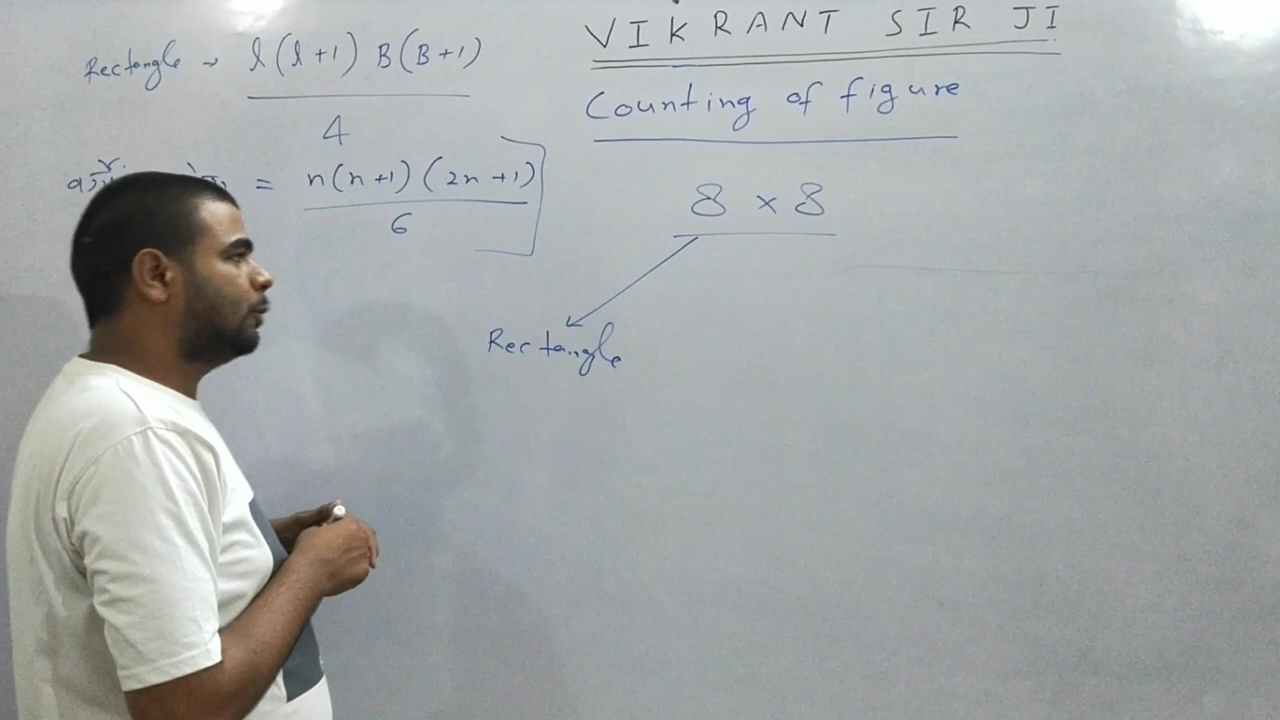 VIKRANT SIR JI
Counting of figure
Rectangle → l(l+1) B(B+1)
4
= n(n+1)(2n+1)
6
8 × 8
Rectangle